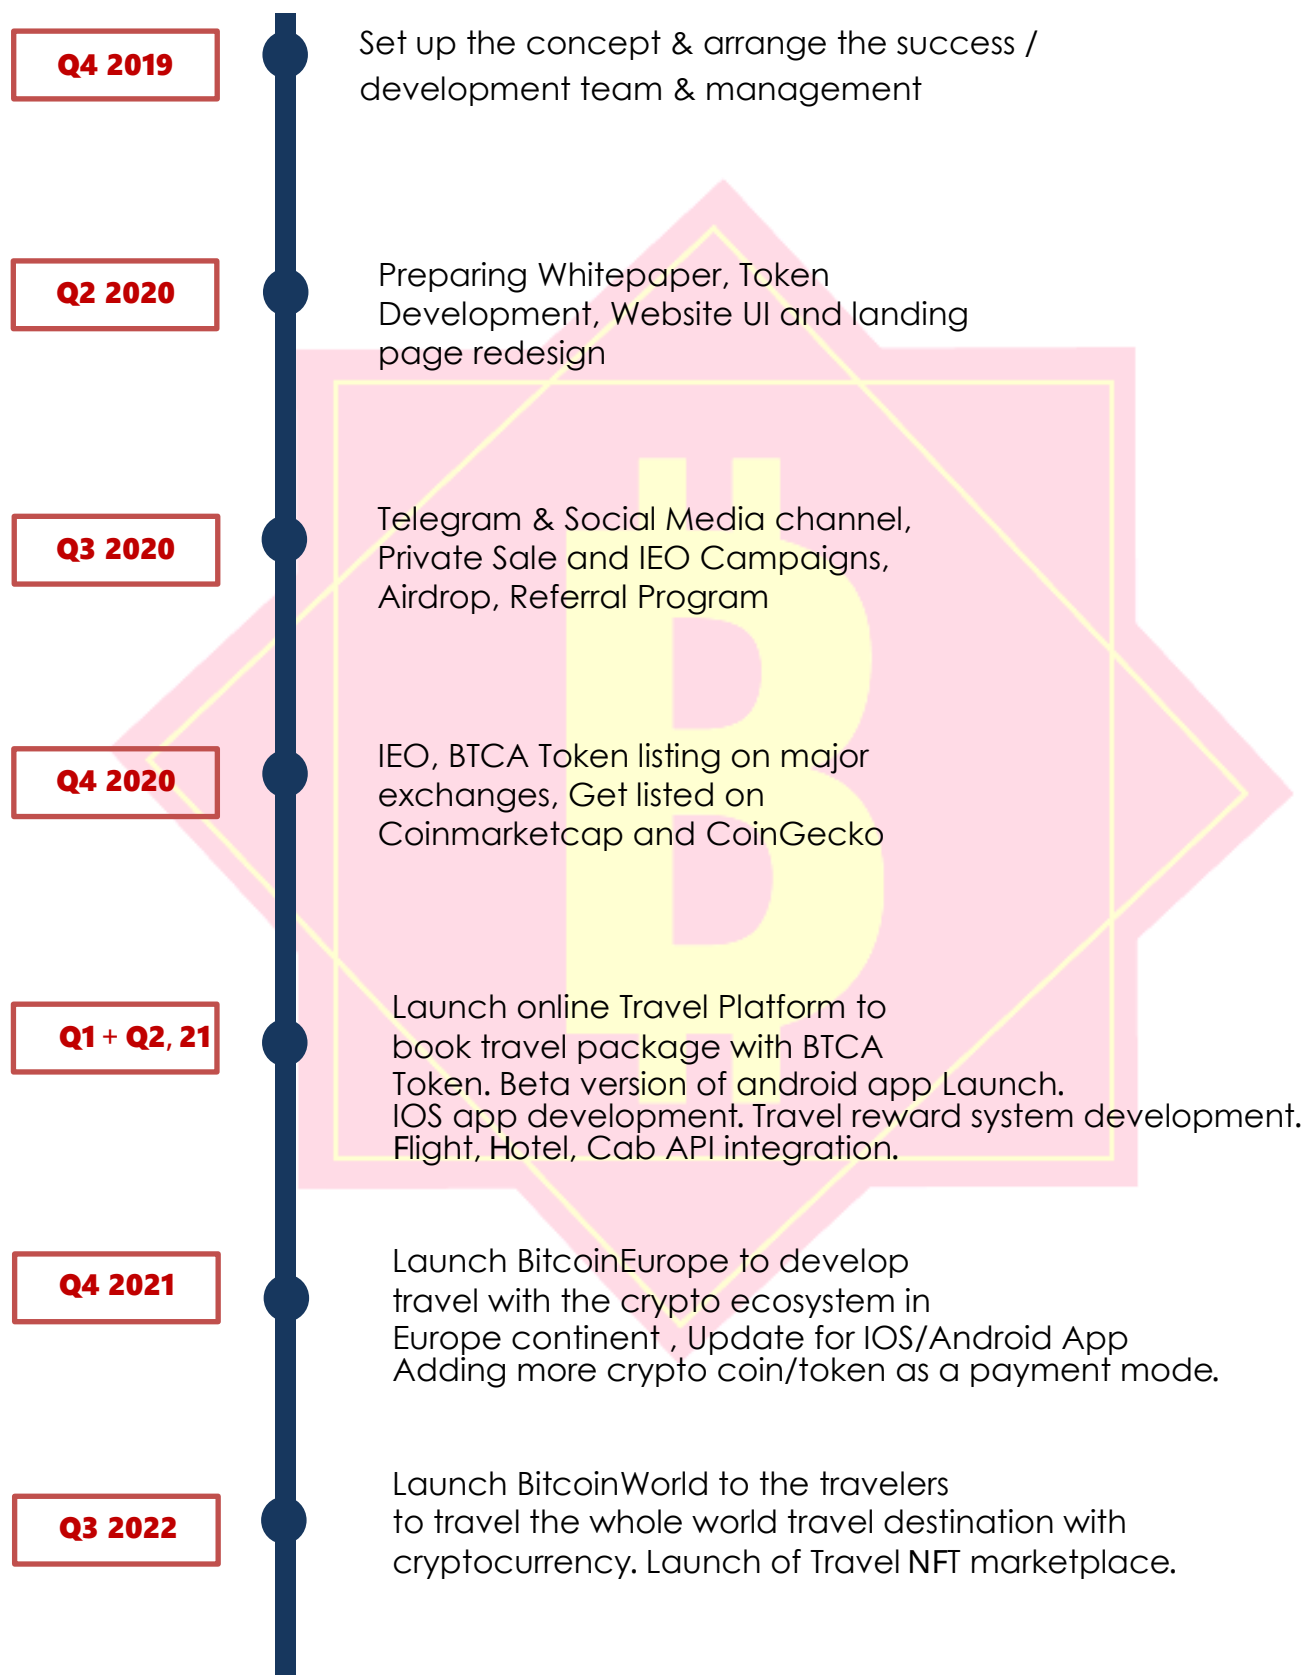 Q4 2019
Set up the concept & arrange the success /
development team & management
Q2 2020
Preparing Whitepaper, Token
Development, Website UI and landing
page redesign
Q3 2020
Telegram & Social Media channel,
Private Sale and IEO Campaigns,
Airdrop, Referral Program
Q4 2020
IEO, BTCA Token listing on major
exchanges, Get listed on
Coinmarketcap and CoinGecko
Q1 + Q2, 21
Launch online Travel Platform to
book travel package with BTCA
Token. Beta version of android app Launch.
IOS app development. Travel reward system development.
Flight, Hotel, Cab API integration.
Q4 2021
Launch BitcoinEurope to develop
travel with the crypto ecosystem in
Europe continent , Update for IOS/Android App
Adding more crypto coin/token as a payment mode.
Q3 2022
Launch BitcoinWorld to the travelers
to travel the whole world travel destination with
cryptocurrency. Launch of Travel NFT marketplace.